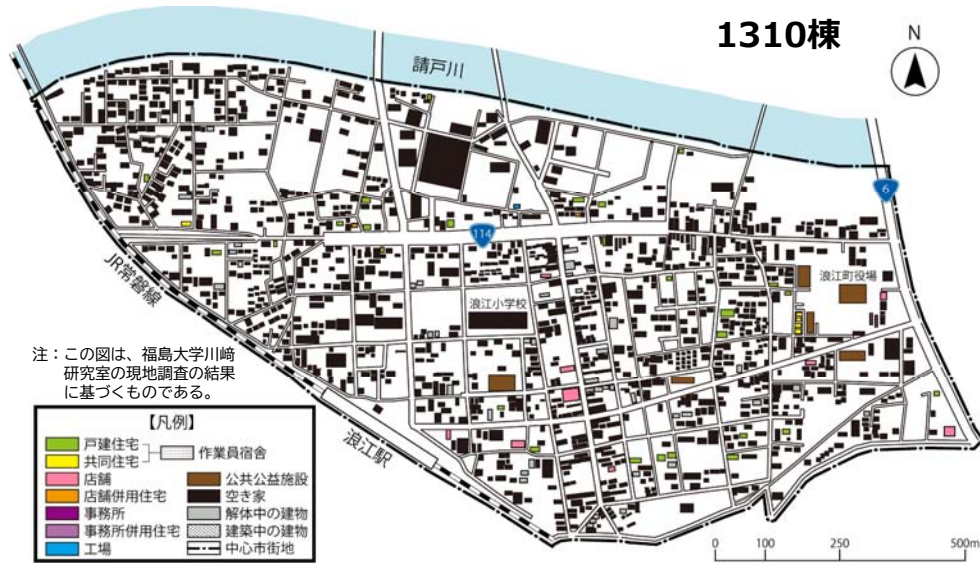 1310棟
N
請戸川
6
114
JR常磐線
浪江町役場
浪江小学校
注：この図は、福島大学川﨑
研究室の現地調査の結果
に基づくものである。
浪江駅
【凡例】
戸建住宅
共同住宅
作業員宿舎
店舗
公共公益施設
店舗併用住宅
空き家
事務所
解体中の建物
事務所併用住宅
建築中の建物
工場
中心市街地
0 100 250 500m